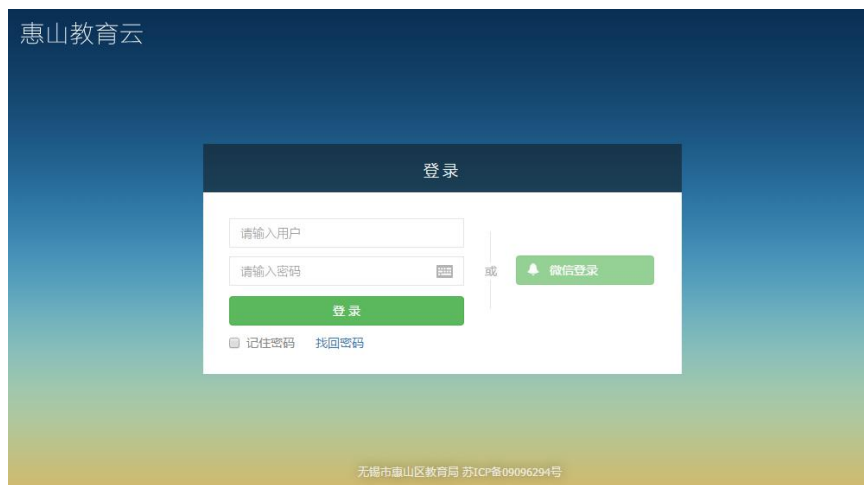 惠山教育云
登录
请输入用户
请输入密码
或
微信登录
登录
记住密码 找回密码
无锡市惠山区教育局 苏ICP备09096294号